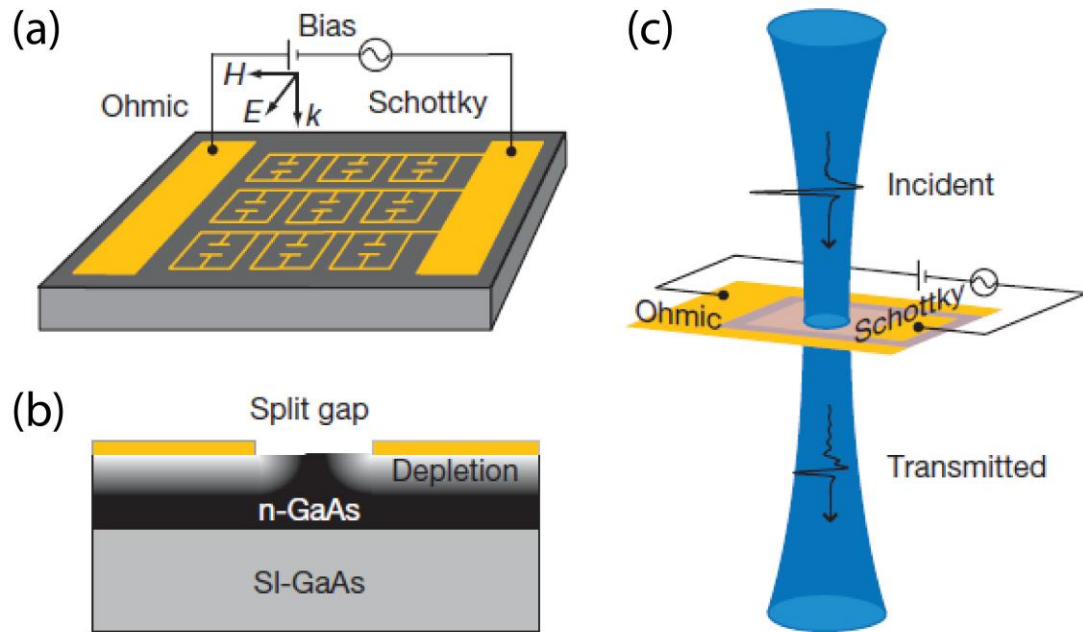 (a)
Bias
H
E
k
Ohmic
Schottky
(b)
Split gap
Depletion
n-GaAs
SI-GaAs
(c)
Incident
Ohmic
Schottky
Transmitted